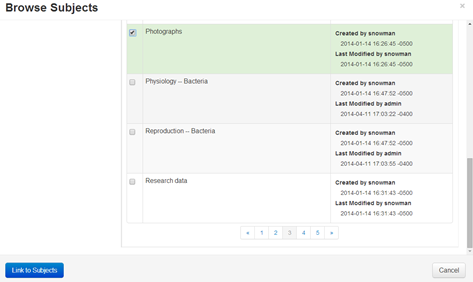 Browse Subjects
×
Photographs
Created by snowman
2014-01-14 16:26:45 -0500
Last Modified by snowman
2014-01-14 16:26:45 -0500
Physiology -- Bacteria
Created by snowman
2014-01-14 16:47:52 -0500
Last Modified by admin
2014-04-11 17:03:22 -0400
Reproduction -- Bacteria
Created by snowman
2014-01-14 16:47:52 -0500
Last Modified by admin
2014-04-11 17:03:55 -0400
Research data
Created by snowman
2014-01-14 16:31:43 -0500
Last Modified by snowman
2014-01-14 16:31:43 -0500
« 1 2 3 4 5 »
Link to Subjects
Cancel